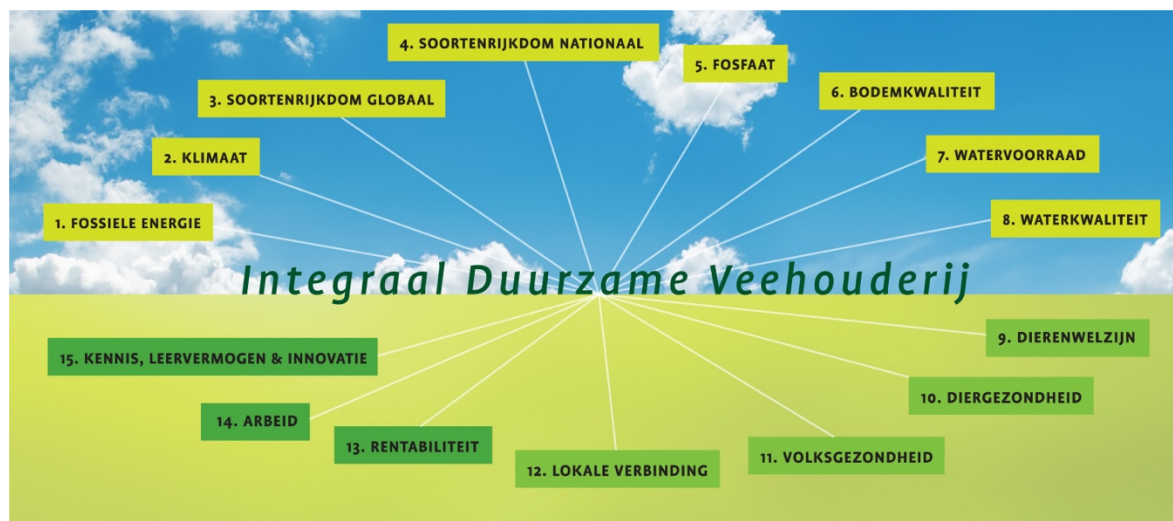 4. SOORTENRIJKDOM NATIONAAL
5. FOSFAAT
3. SOORTENRIJKDOM GLOBAAL
6. BODEMKWALITEIT
2. KLIMAAT
7. WATERVOORRAAD
1. FOSSIELE ENERGIE
8. WATERKWALITEIT
Integraal Duurzame Veehouderij
9. DIERENWELZIJN
15. KENNIS, LEERVERMOGEN & INNOVATIE
10. DIERGEZONDHEID
14. ARBEID
13. RENTABILITEIT
12. LOKALE VERBINDING
11. VOLKSGEZONDHEID